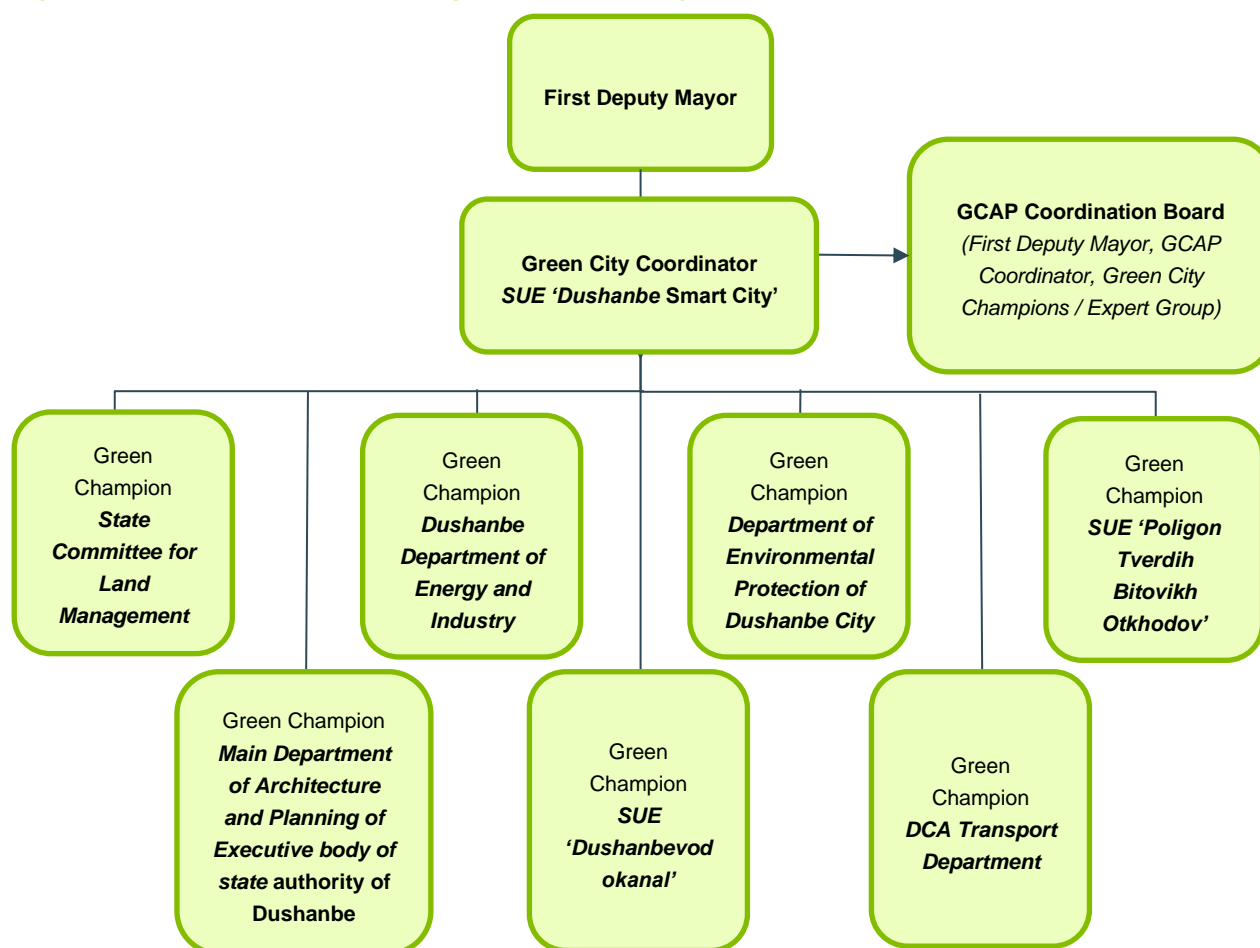 First Deputy Mayor
GCAP Coordination Board
(First Deputy Mayor, GCAP
Coordinator, Green City
Champions / Expert Group)
Green City Coordinator
SUE ‘Dushanbe Smart City’
Green
Champion
State
Committee for
Land
Management
Green
Champion
Dushanbe
Department of
Energy and
Industry
Green
Champion
Department of
Environmental
Protection of
Dushanbe City
Green
Champion
SUE ‘Poligon
Tverdih
Bitovikh
Otkhodov’
Green Champion
Main Department
of Architecture
and Planning of
Executive body of
state authority of
Dushanbe
Green
Champion
SUE
‘Dushanbevod
okanal’
Green
Champion
DCA Transport
Department